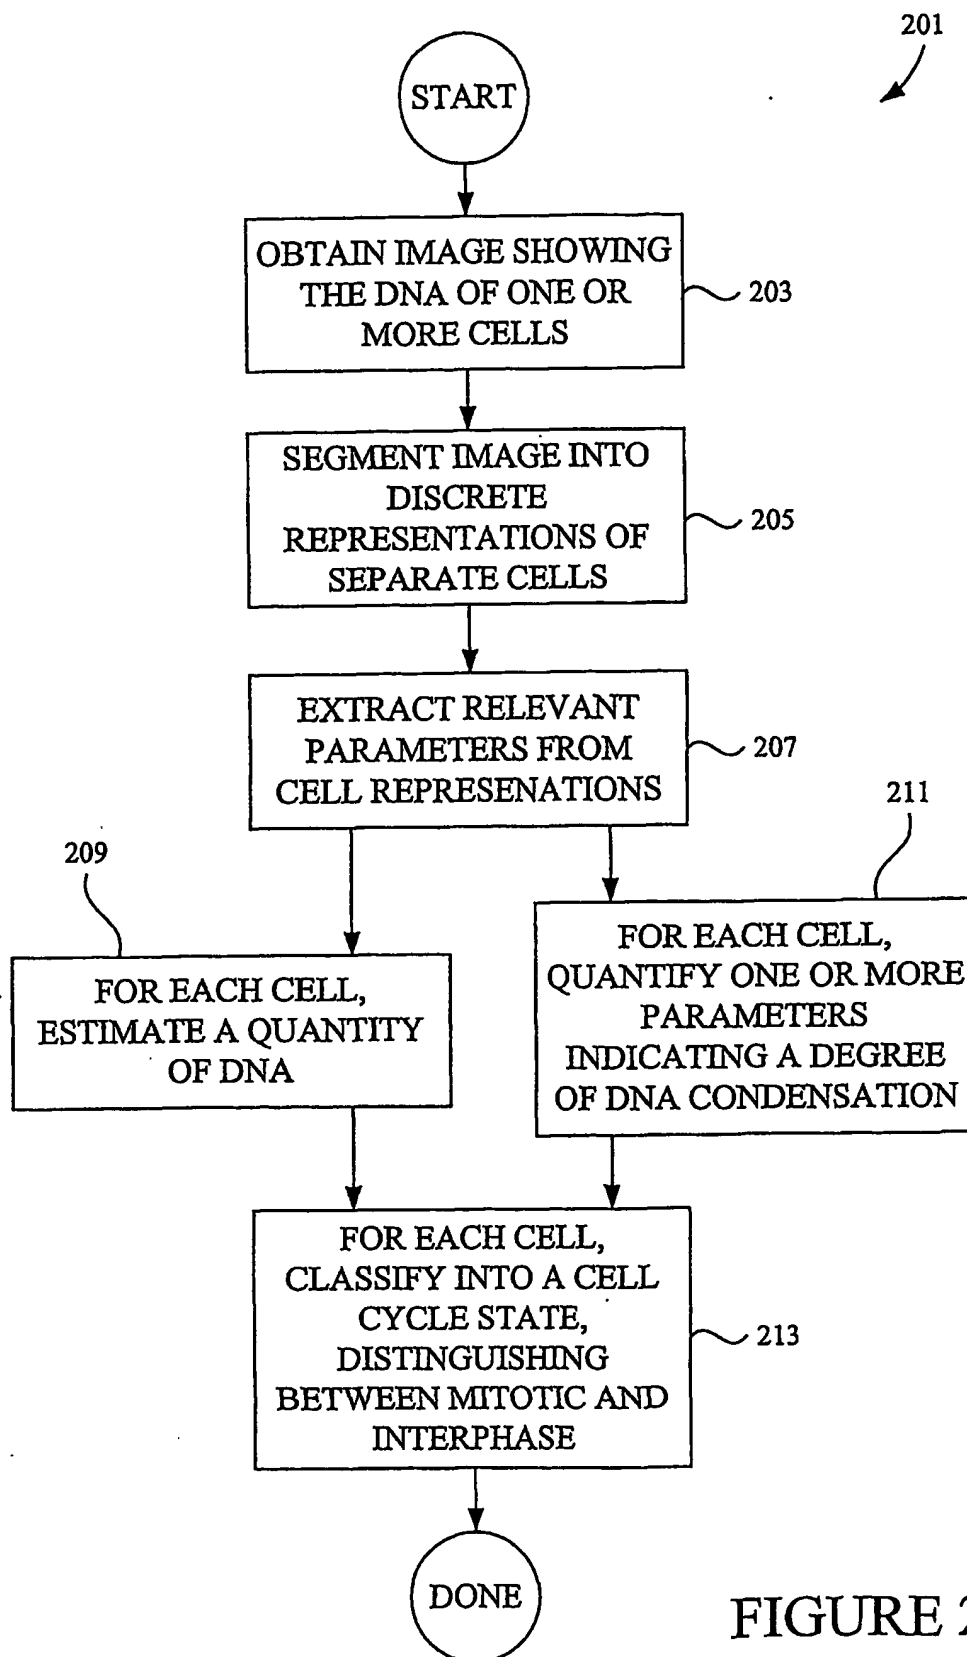 201
START
OBTAIN IMAGE SHOWING
THE DNA OF ONE OR
MORE CELLS
203
SEGMENT IMAGE INTO
DISCRETE
REPRESENTATIONS OF
SEPARATE CELLS
205
EXTRACT RELEVANT
PARAMETERS FROM
CELL REPRESENATIONS
207
209
FOR EACH CELL,
ESTIMATE A QUANTITY
OF DNA
211
FOR EACH CELL,
QUANTIFY ONE OR MORE
PARAMETERS
INDICATING A DEGREE
OF DNA CONDENSATION
FOR EACH CELL,
CLASSIFY INTO A CELL
CYCLE STATE,
DISTINGUISHING
BETWEEN MITOTIC AND
INTERPHASE
213
DONE
FIGURE 2